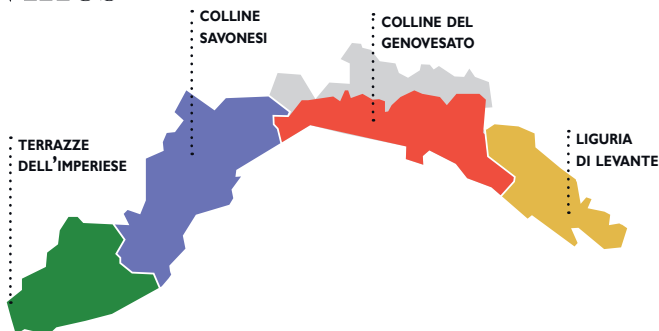 COLLINE
SAVONESI
COLLINE DEL
GENOVESATO
TERRAZZE
DELL'IMPERIESE
LIGURIA
DI LEVANTE